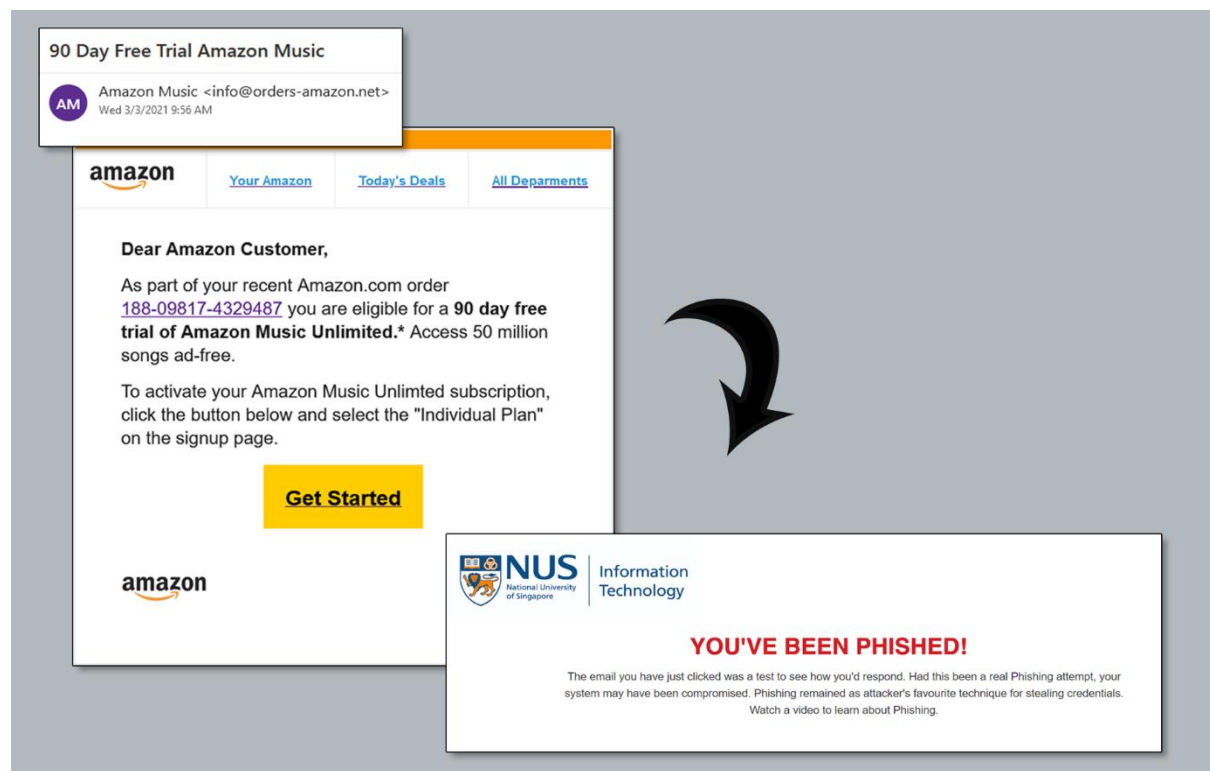 90 Day Free Trial Amazon Music
AM
Amazon Music <info@orders-amazon.net>
Wed 3/3/2021 9:56 AM
amazon
Your Amazon
Today's Deals
All Deparments
Dear Amazon Customer,
As part of your recent Amazon.com order
188-09817-4329487 you are eligible for a 90 day free
trial of Amazon Music Unlimited.* Access 50 million
songs ad-free.
To activate your Amazon Music Unlimted subscription,
click the button below and select the "Individual Plan"
on the signup page.
Get Started
amazon
NUS
National University
of Singapore
Information
Technology
YOU'VE BEEN PHISHED!
The email you have just clicked was a test to see how you'd respond. Had this been a real Phishing attempt, your
system may have been compromised. Phishing remained as attacker's favourite technique for stealing credentials.
Watch a video to learn about Phishing.